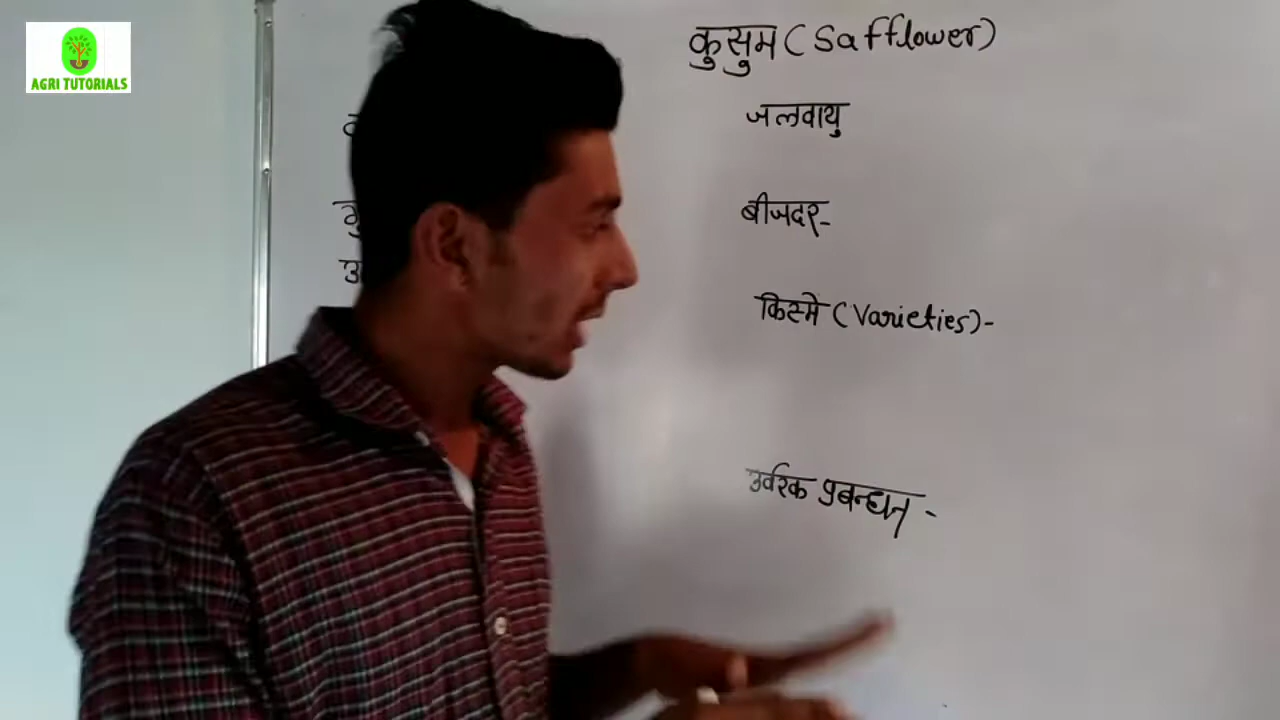 AGRI TUTORIALS
कुसुम (Safflower)
जलवायु
बीजदर-
किस्मे (Varieties)-
उर्वरक प्रबन्धन -